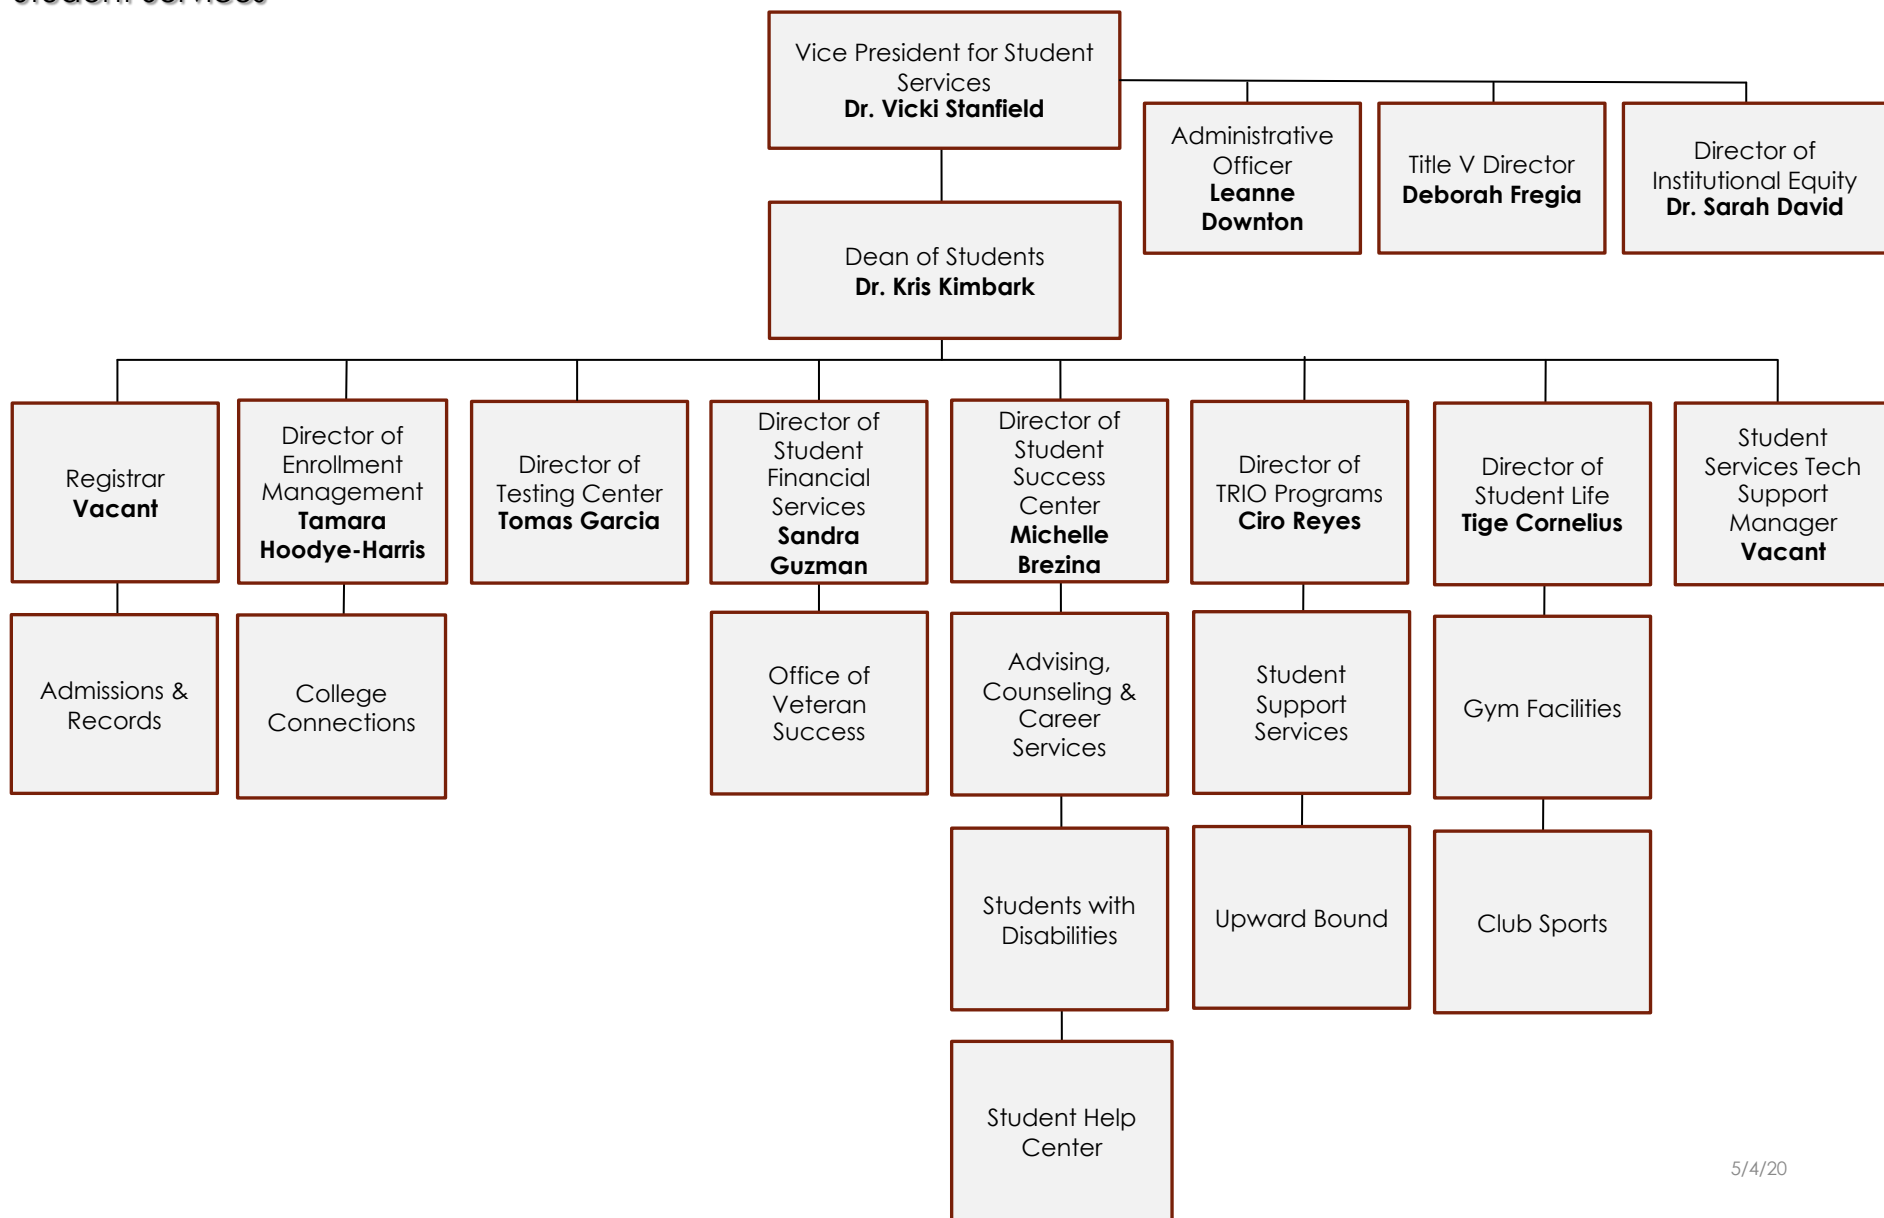 Student Services
Vice President for Student
Services
Dr. Vicki Stanfield
Administrative
Officer
Leanne
Downton
Title V Director
Deborah Fregia
Director of
Institutional Equity
Dr. Sarah David
Dean of Students
Dr. Kris Kimbark
Registrar
Vacant
Director of
Enrollment
Management
Tamara
Hoodye-Harris
Director of
Testing Center
Tomas Garcia
Director of
Student
Financial
Services
Sandra
Guzman
Director of
Student
Success
Center
Michelle
Brezina
Director of
TRIO Programs
Ciro Reyes
Director of
Student Life
Tige Cornelius
Student
Services Tech
Support
Manager
Vacant
Admissions &
Records
College
Connections
Office of
Veteran
Success
Advising,
Counseling &
Career
Services
Student
Support
Services
Gym Facilities
Students with
Disabilities
Upward Bound
Club Sports
Student Help
Center
5/4/20